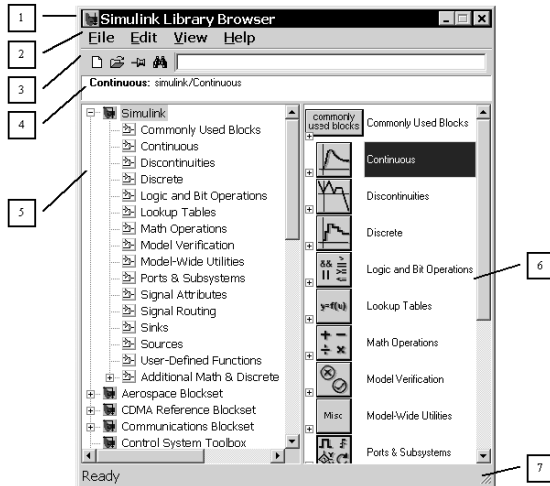 1
Simulink Library Browser
2
File Edit View Help
3
4
Continuous: simulink/Continuous
5
Simulink
Commonly Used Blocks
Continuous
Discontinuities
Discrete
Logic and Bit Operations
Lookup Tables
Math Operations
Model Verification
Model-Wide Utilities
Ports & Subsystems
Signal Attributes
Signal Routing
Sinks
Sources
User-Defined Functions
Additional Math & Discrete
Aerospace Blockset
CDMA Reference Blockset
Communications Blockset
Control System Toolbox
commonly
used blocks
Commonly Used Blocks
Continuous
Discontinuities
Discrete
Logic and Bit Operations
y=f(u)
Lookup Tables
Math Operations
Model Verification
Misc
Model-Wide Utilities
Ports & Subsystems
6
Ready
7